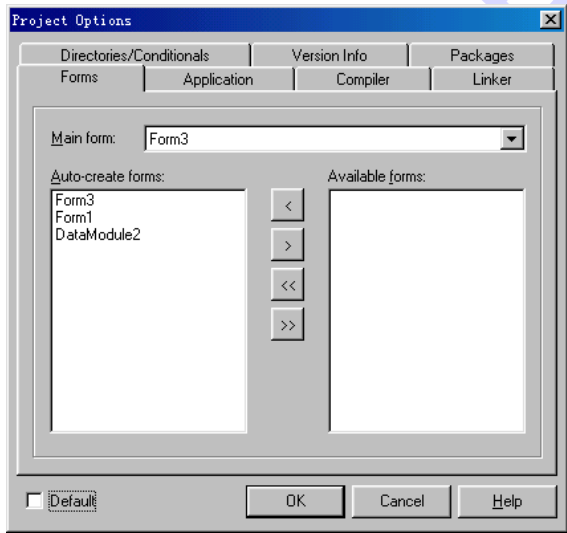 Project Options
Directories/Conditionals Version Info Packages
Forms Application Compiler Linker
Main form: Form3
Auto-create forms: Available forms:
Form3
Form1
DataModule2
<
>
<<
>>
Default OK Cancel Help